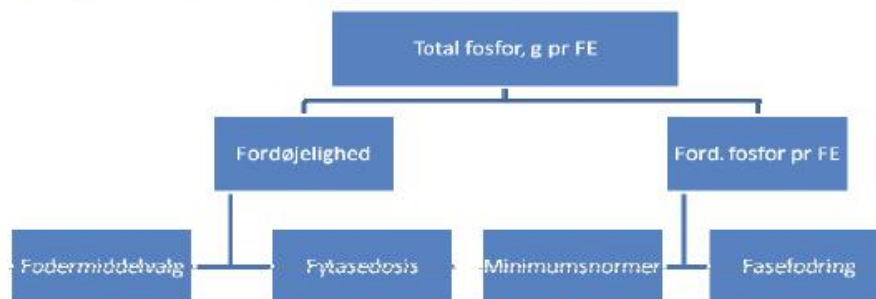 Total fosfor, g pr FE
Fordøjelighed
Ford. fosfor pr FE
Fodermiddelvalg
Fytasedosis
Minimumsnormer
Fasefodring